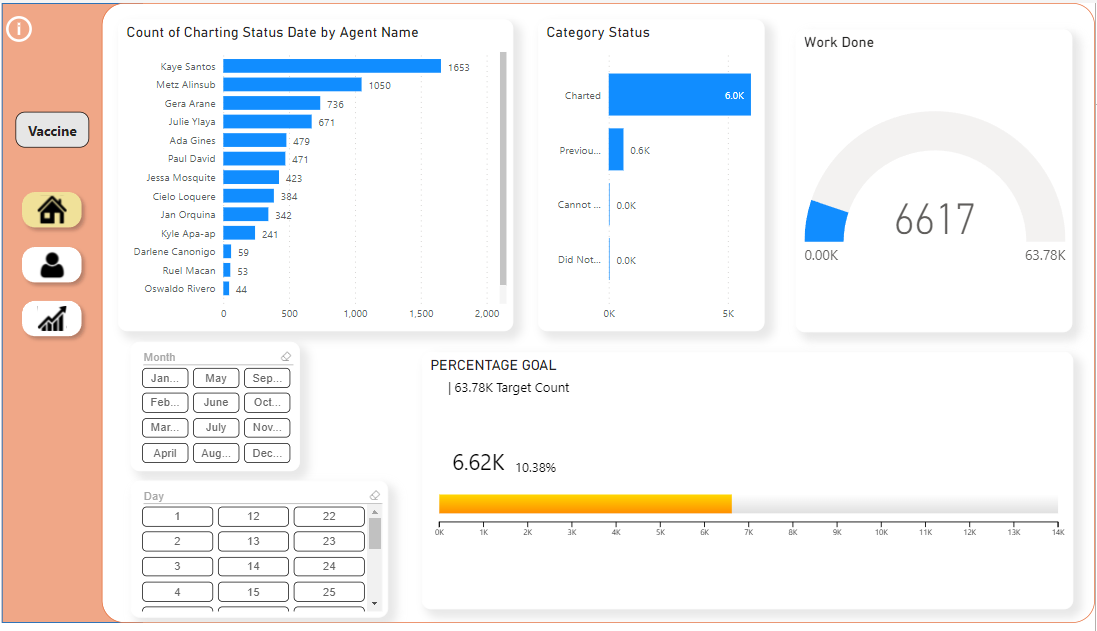 Vaccine
Count of Charting Status Date by Agent Name
Kaye Santos 1653
Metz Alinsub 1050
Gera Arane 736
Julie Ylaya 671
Ada Gines 479
Paul David 471
Jessa Mosquite 423
Cielo Loquere 384
Jan Orquina 342
Kyle Apa-ap 241
Darlene Canonigo 59
Ruel Macan 53
Oswaldo Rivero 44
0 500 1,000 1,500 2,000
Category Status
Charted 6.0K
Previou... 0.6K
Cannot ... 0.0K
Did Not... 0.0K
0K 5K
Work Done
6617
0.00K 63.78K
Month
Jan... May Sep...
Feb... June Oct...
Mar... July Nov...
April Aug... Dec...
Day
1 12 22
2 13 23
3 14 24
4 15 25
PERCENTAGE GOAL
| 63.78K Target Count
6.62K 10.38%
0K 1K 2K 3K 4K 5K 6K 7K 8K 9K 10K 11K 12K 13K 14K